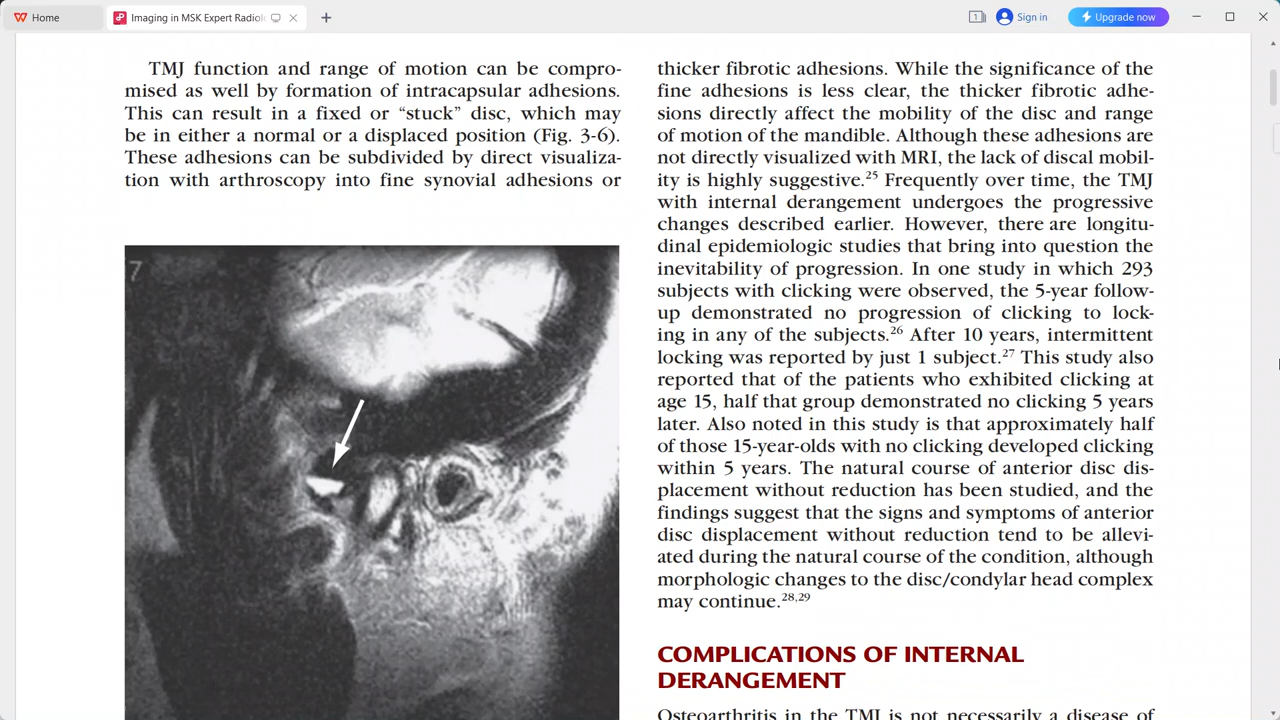 Home
Imaging in MSK Expert Radiol
Sign in
Upgrade now
TMJ function and range of motion can be compro-
mised as well by formation of intracapsular adhesions.
This can result in a fixed or “stuck” disc, which may
be in either a normal or a displaced position (Fig. 3-6).
These adhesions can be subdivided by direct visualiza-
tion with arthroscopy into fine synovial adhesions or
7
thicker fibrotic adhesions. While the significance of the
fine adhesions is less clear, the thicker fibrotic adhe-
sions directly affect the mobility of the disc and range
of motion of the mandible. Although these adhesions are
not directly visualized with MRI, the lack of discal mobil-
ity is highly suggestive.25 Frequently over time, the TMJ
with internal derangement undergoes the progressive
changes described earlier. However, there are longitu-
dinal epidemiologic studies that bring into question the
inevitability of progression. In one study in which 293
subjects with clicking were observed, the 5-year follow-
up demonstrated no progression of clicking to lock-
ing in any of the subjects.26 After 10 years, intermittent
locking was reported by just 1 subject.27 This study also
reported that of the patients who exhibited clicking at
age 15, half that group demonstrated no clicking 5 years
later. Also noted in this study is that approximately half
of those 15-year-olds with no clicking developed clicking
within 5 years. The natural course of anterior disc dis-
placement without reduction has been studied, and the
findings suggest that the signs and symptoms of anterior
disc displacement without reduction tend to be allevi-
ated during the natural course of the condition, although
morphologic changes to the disc/condylar head complex
may continue.28,29
COMPLICATIONS OF INTERNAL
DERANGEMENT
Osteoarthritis in the TMJ is not necessarily a disease of